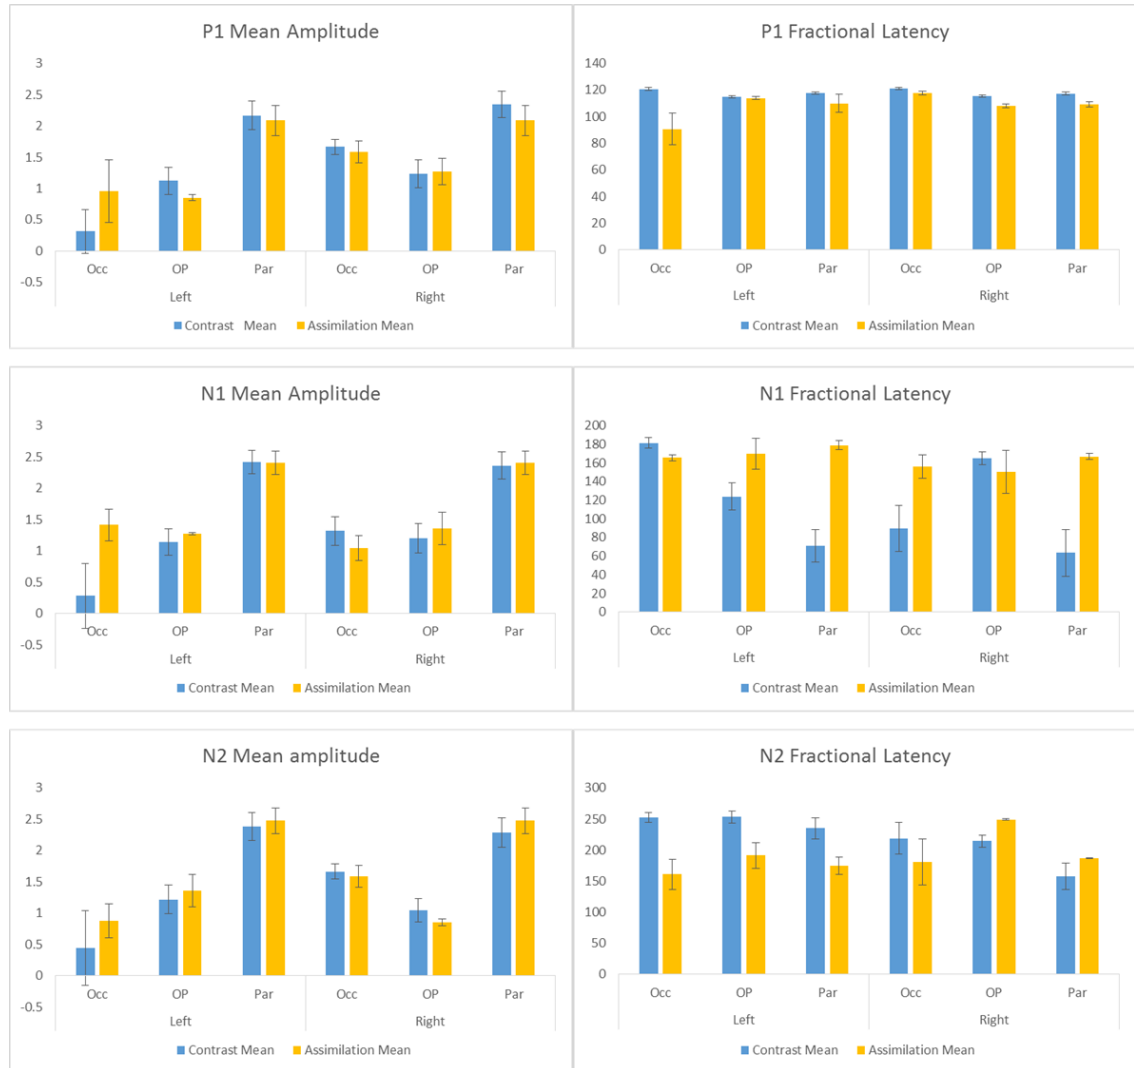 P1 Mean Amplitude
3
2.5
2
1.5
1
0.5
0
-0.5
Occ OP Par Occ OP Par
Left Right
Contrast Mean Assimilation Mean
P1 Fractional Latency
140
120
100
80
60
40
20
0
Occ OP Par Occ OP Par
Left Right
Contrast Mean Assimilation Mean
N1 Mean Amplitude
3
2.5
2
1.5
1
0.5
0
-0.5
Occ OP Par Occ OP Par
Left Right
Contrast Mean Assimilation Mean
N1 Fractional Latency
200
180
160
140
120
100
80
60
40
20
0
Occ OP Par Occ OP Par
Left Right
Contrast Mean Assimilation Mean
N2 Mean amplitude
3
2.5
2
1.5
1
0.5
0
-0.5
Occ OP Par Occ OP Par
Left Right
Contrast Mean Assimilation Mean
N2 Fractional Latency
300
250
200
150
100
50
0
Occ OP Par Occ OP Par
Left Right
Contrast Mean Assimilation Mean